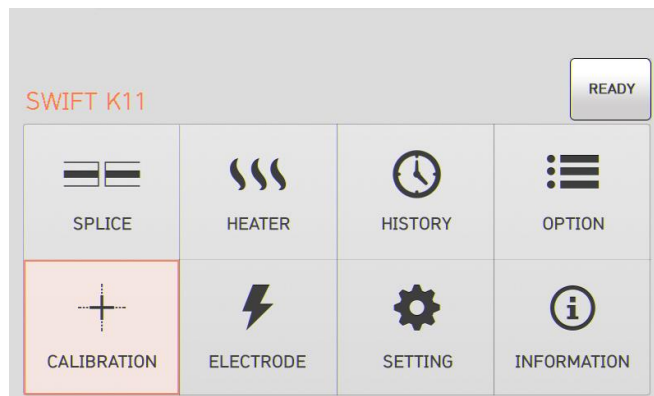 READY
SWIFT K11
SPLICE HEATER HISTORY OPTION
CALIBRATION ELECTRODE SETTING INFORMATION